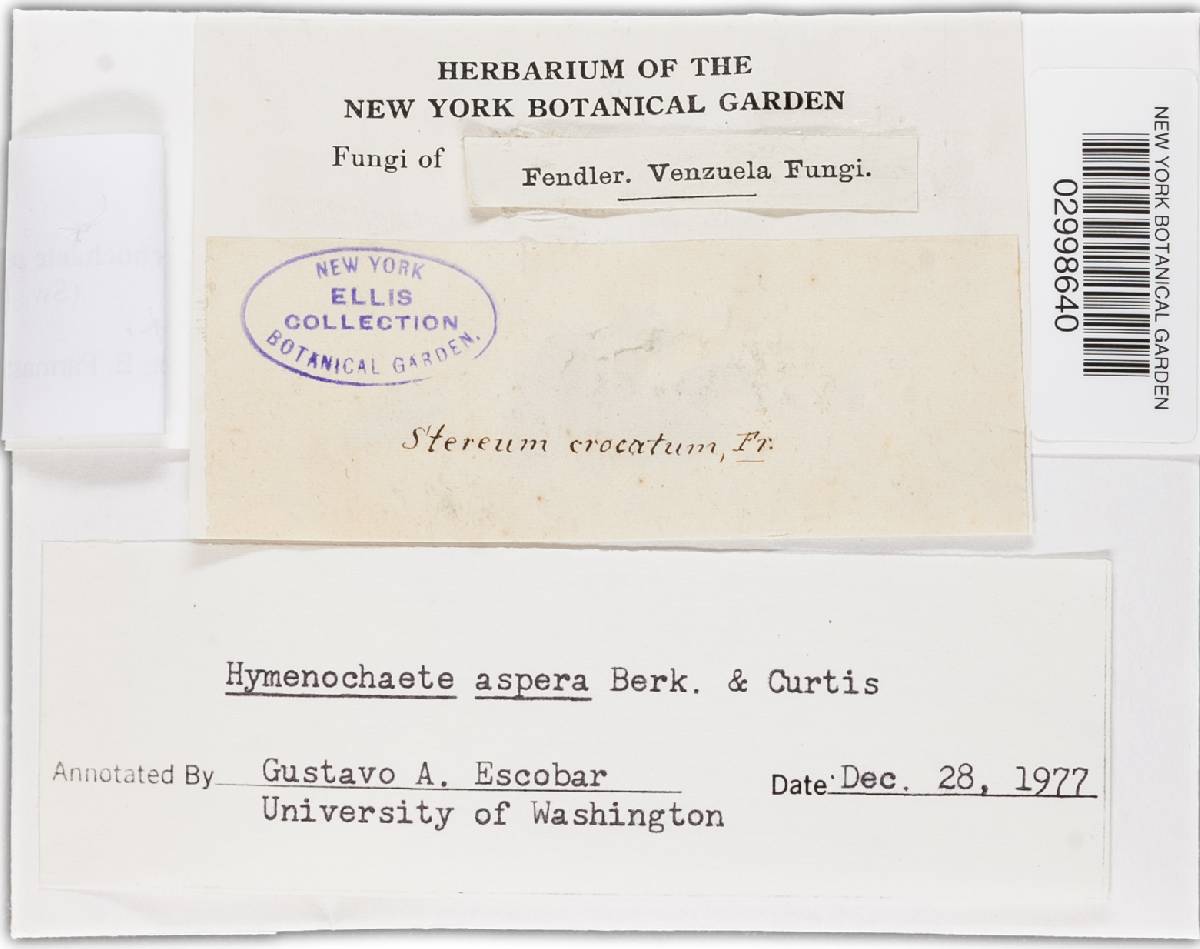 HERBARIUM OF THE
NEW YORK BOTANICAL GARDEN
Fungi of Fendler. Venzuela Fungi.
NEW YORK
ELLIS
COLLECTION
BOTANICAL GARDEN.
Stereum crocatum, Fr.
Hymenochaete aspera Berk. & Curtis
Annotated By Gustavo A. Escobar Date: Dec. 28, 1977
University of Washington
NEW YORK BOTANICAL GARDEN
02998640